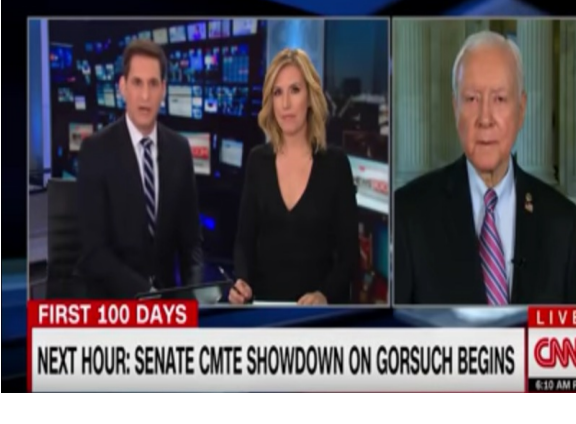 FIRST 100 DAYS
NEXT HOUR: SENATE CMTE SHOWDOWN ON GORSUCH BEGINS
LIVE
CNN
6:10 AM P